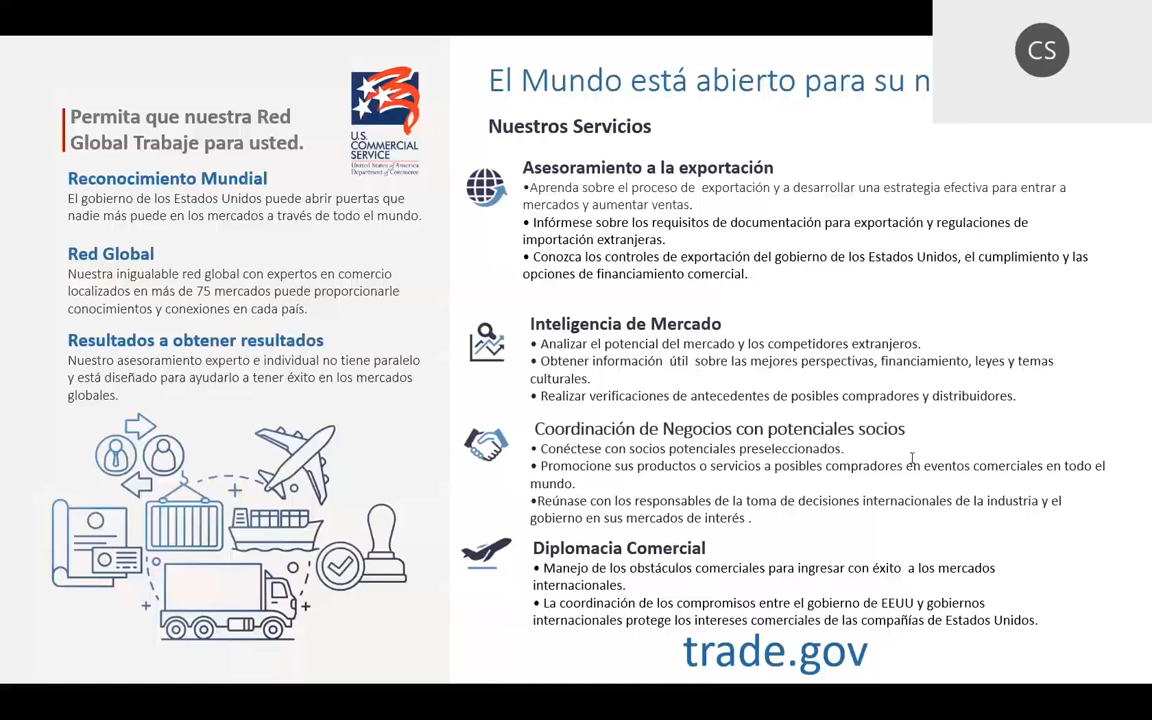 CS
Permita que nuestra Red
Global Trabaje para usted.
U.S.
COMMERCIAL
SERVICE
United States of America
Department of Commerce
Reconocimiento Mundial
El gobierno de los Estados Unidos puede abrir puertas que
nadie más puede en los mercados a través de todo el mundo.
Red Global
Nuestra inigualable red global con expertos en comercio
localizados en más de 75 mercados puede proporcionarle
conocimientos y conexiones en cada país.
Resultados a obtener resultados
Nuestro asesoramiento experto e individual no tiene paralelo
y está diseñado para ayudarlo a tener éxito en los mercados
globales.
El Mundo está abierto para su n
Nuestros Servicios
Asesoramiento a la exportación
•Aprenda sobre el proceso de exportación y a desarrollar una estrategia efectiva para entrar a
mercados y aumentar ventas.
• Infórmese sobre los requisitos de documentación para exportación y regulaciones de
importación extranjeras.
• Conozca los controles de exportación del gobierno de los Estados Unidos, el cumplimiento y las
opciones de financiamiento comercial.
Inteligencia de Mercado
• Analizar el potencial del mercado y los competidores extranjeros.
• Obtener información útil sobre las mejores perspectivas, financiamiento, leyes y temas
culturales.
• Realizar verificaciones de antecedentes de posibles compradores y distribuidores.
Coordinación de Negocios con potenciales socios
• Conéctese con socios potenciales preseleccionados.
• Promocione sus productos o servicios a posibles compradores en eventos comerciales en todo el
mundo.
•Reúnase con los responsables de la toma de decisiones internacionales de la industria y el
gobierno en sus mercados de interés .
Diplomacia Comercial
• Manejo de los obstáculos comerciales para ingresar con éxito a los mercados
internacionales.
• La coordinación de los compromisos entre el gobierno de EEUU y gobiernos
internacionales protege los intereses comerciales de las compañías de Estados Unidos.
trade.gov